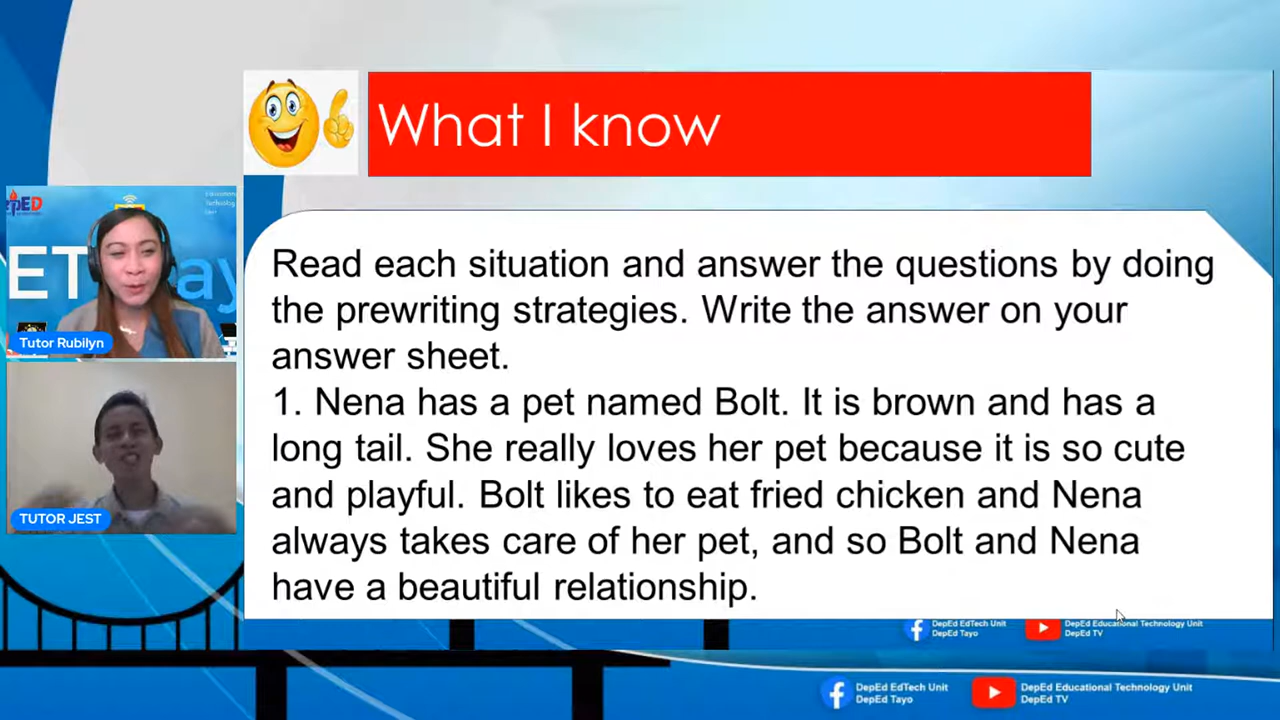 What I know
Read each situation and answer the questions by doing
the prewriting strategies. Write the answer on your
answer sheet.
1. Nena has a pet named Bolt. It is brown and has a
long tail. She really loves her pet because it is so cute
and playful. Bolt likes to eat fried chicken and Nena
always takes care of her pet, and so Bolt and Nena
have a beautiful relationship.
ET
ay
Tutor Rubilyn
TUTOR JEST
DepEd EdTech Unit
DepEd Tayo
DepEd Educational Technology Unit
DepEd TV
DepEd EdTech Unit
DepEd Tayo
DepEd Educational Technology Unit
DepEd TV